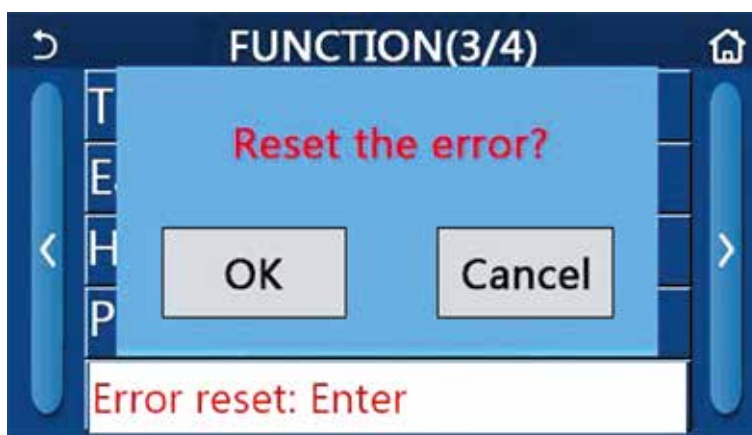 FUNCTION(3/4)
T
Reset the error?
E
H
OK Cancel
P
Error reset: Enter